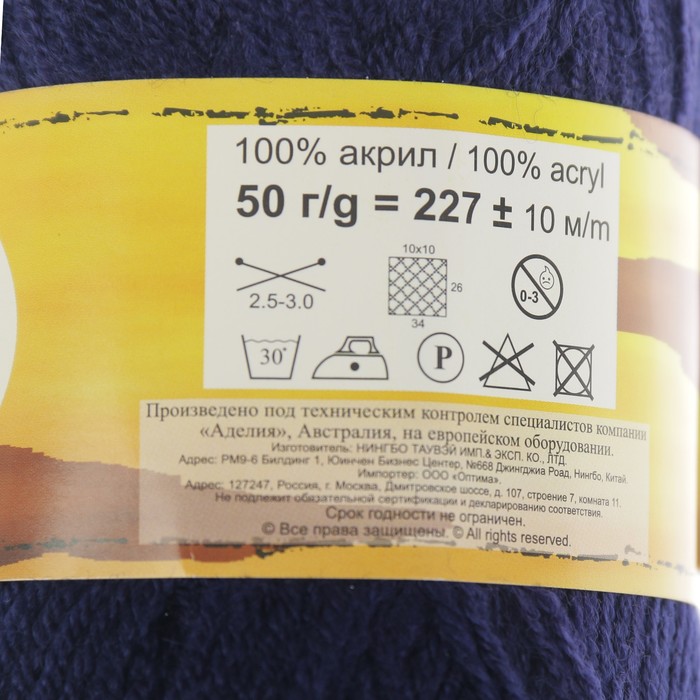 100% акрил / 100% acryl
50 г/g = 227 ± 10 м/m
10x10
2.5-3.0
26
34
0-3
30°
P
Произведено под техническим контролем специалистов компании
«Аделия», Австралия, на европейском оборудовании.
Изготовитель: НИНГБО ТАУВЭЙ ИМП.& ЭКСП. КО., ЛТД.
Адрес: РМ9-6 Билдинг 1, Юинчен Бизнес Центер, №668 Джингджиа Роад, Нингбо, Китай.
Импортер: ООО «Оптима».
Адрес: 127247, Россия, г. Москва, Дмитровское шоссе, д. 107, строение 7, комната 11.
Не подлежит обязательной сертификации и декларированию соответствия.
Срок годности не ограничен.
© Все права защищены. © All rights reserved.